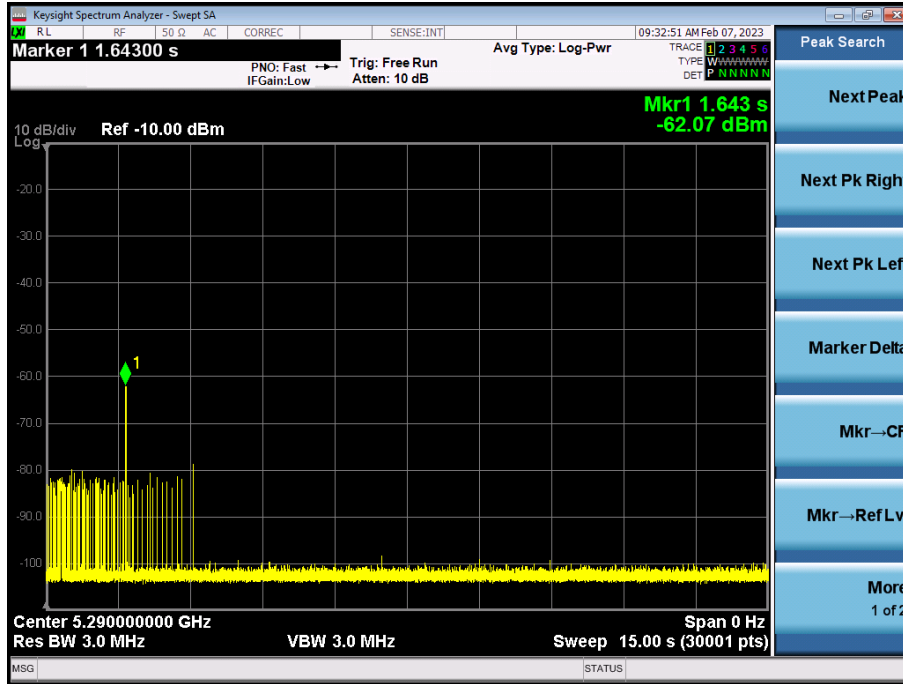 Keysight Spectrum Analyzer - Swept SA
LXI RL RF 50 Ω AC CORREC SENSE:INT 09:32:51 AM Feb 07, 2023
Marker 1 1.64300 s
PNO: Fast
IFGain:Low
Trig: Free Run
Atten: 10 dB
Avg Type: Log-Pwr
TRACE 1 2 3 4 5 6
TYPE WWWWWW
DET P N N N N N
Mkr1 1.643 s
-62.07 dBm
10 dB/div Ref -10.00 dBm
Log
-20.0
-30.0
-40.0
-50.0
-60.0
-70.0
-80.0
-90.0
-100
1
Center 5.290000000 GHz
Span 0 Hz
Res BW 3.0 MHz
VBW 3.0 MHz
Sweep 15.00 s (30001 pts)
MSG
STATUS
Peak Search
Next Peak
Next Pk Righ
Next Pk Lef
Marker Delta
Mkr→CF
Mkr→Ref Lv
More
1 of 2